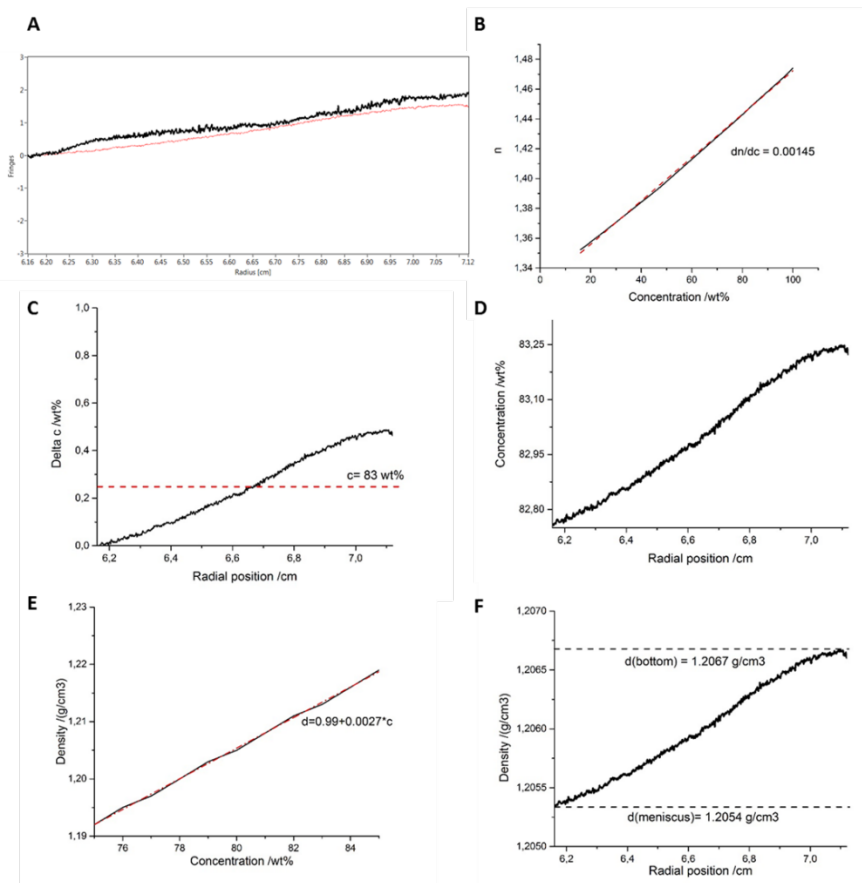 A
3
2
1
0
-1
-2
-3
Fringes
6.16 6.20 6.25 6.30 6.35 6.40 6.45 6.50 6.55 6.60 6.65 6.70 6.75 6.80 6.85 6.90 6.95 7.00 7.05 7.12
Radius [cm]
B
1,48
1,46
1,44
1,42
1,40
1,38
1,36
1,34
n
dn/dc = 0.00145
0 20 40 60 80 100
Concentration /wt%
C
1,0
0,8
0,6
0,4
0,2
0,0
Delta c /wt%
c= 83 wt%
6,2 6,4 6,6 6,8 7,0
Radial position /cm
D
83,25
83,10
82,95
82,80
Concentration /wt%
6,2 6,4 6,6 6,8 7,0
Radial position /cm
E
1,23
1,22
1,21
1,20
1,19
Density /(g/cm3)
d=0.99+0.0027*c
76 78 80 82 84
Concentration /wt%
F
1,2070
1,2065
1,2060
1,2055
1,2050
Density /(g/cm3)
d(bottom) = 1.2067 g/cm3
d(meniscus)= 1.2054 g/cm3
6,2 6,4 6,6 6,8 7,0
Radial position /cm